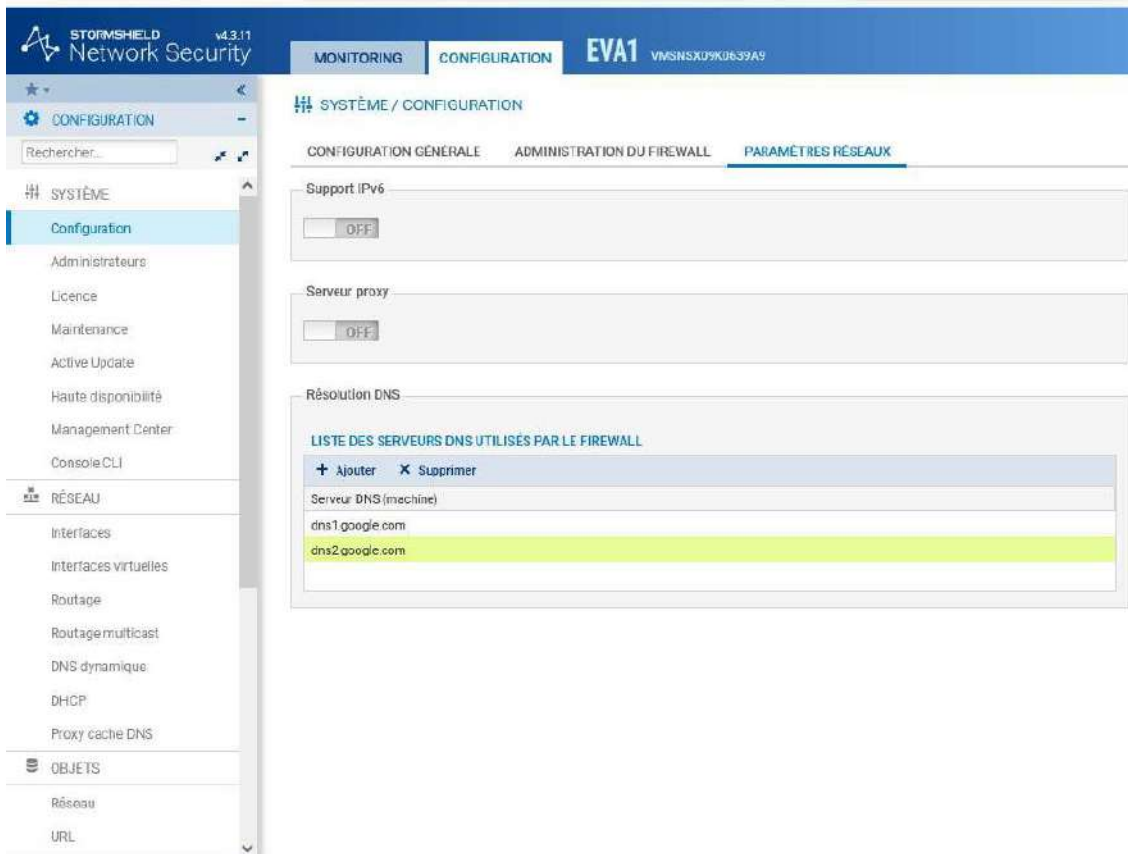 STORMSHIELD v4.3.11
Network Security
MONITORING CONFIGURATION EVA1 VMSNSX09K0639A9
CONFIGURATION
Rechercher...
SYSTÈME
Configuration
Administrateurs
Licence
Maintenance
Active Update
Haute disponibilité
Management Center
Console CLI
RÉSEAU
Interfaces
Interfaces virtuelles
Routage
Routage multicast
DNS dynamique
DHCP
Proxy cache DNS
OBJETS
Réseau
URL
SYSTÈME / CONFIGURATION
CONFIGURATION GÉNÉRALE ADMINISTRATION DU FIREWALL PARAMÈTRES RÉSEAUX
Support IPv6
OFF
Serveur proxy
OFF
Résolution DNS
LISTE DES SERVEURS DNS UTILISÉS PAR LE FIREWALL
+ Ajouter × Supprimer
Serveur DNS (machine)
dns1.google.com
dns2.google.com